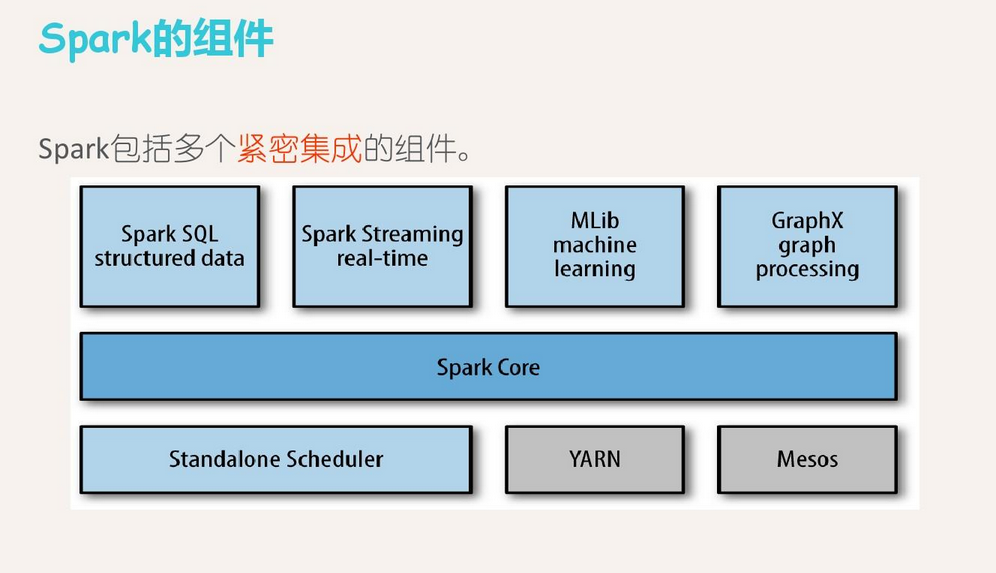 Spark的组件
Spark包括多个紧密集成的组件。
Spark SQL
structured data
Spark Streaming
real-time
MLib
machine
learning
GraphX
graph
processing
Spark Core
Standalone Scheduler
YARN
Mesos